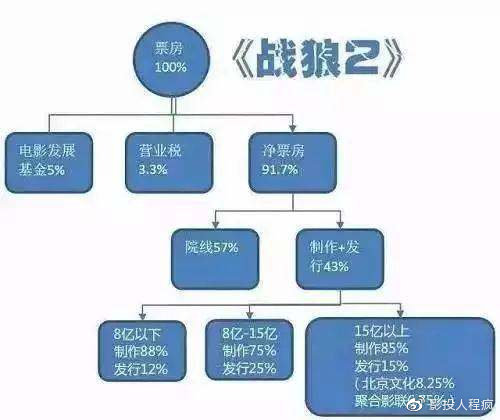 票房
100%
《战狼2》
电影发展
基金5%
营业税
3.3%
净票房
91.7%
院线57%
制作+发
行43%
8亿以下
制作88%
发行12%
8亿-15亿
制作75%
发行25%
15亿以上
制作85%
发行15%
（北京文化8.25%
聚合影联6.75%）
@影投人程疯